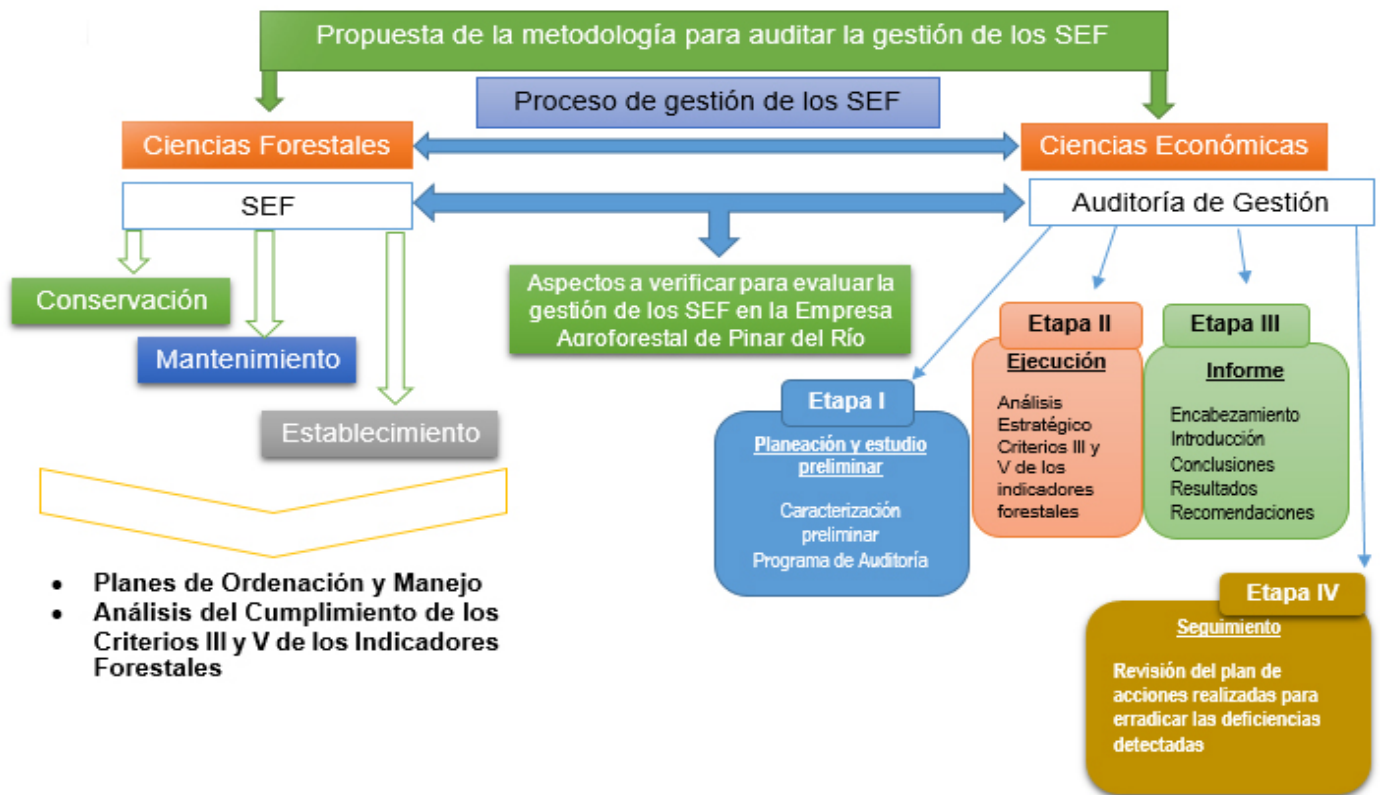 Propuesta de la metodología para auditar la gestión de los SEF
Proceso de gestión de los SEF
Ciencias Forestales
Ciencias Económicas
SEF
Auditoría de Gestión
Conservación
Mantenimiento
Establecimiento
Aspectos a verificar para evaluar la
gestión de los SEF en la Empresa
Agroforestal de Pinar del Río
Etapa I
Planeación y estudio
preliminar
Caracterización
preliminar
Programa de Auditoría
Etapa II
Ejecución
Análisis
Estratégico
Criterios III y
V de los
indicadores
forestales
Etapa III
Informe
Encabezamiento
Introducción
Conclusiones
Resultados
Recomendaciones
Etapa IV
Seguimiento
Revisión del plan de
acciones realizadas para
erradicar las deficiencias
detectadas
• Planes de Ordenación y Manejo
• Análisis del Cumplimiento de los
Criterios III y V de los Indicadores
Forestales